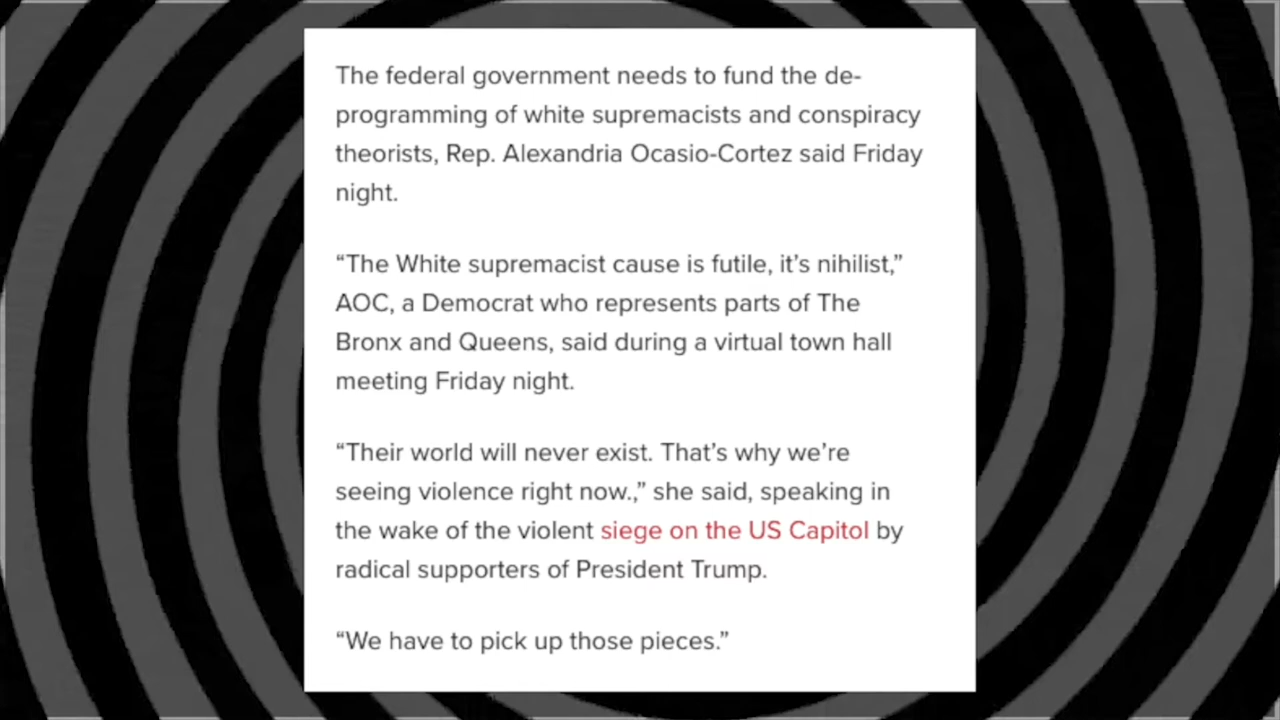 The federal government needs to fund the de-
programming of white supremacists and conspiracy
theorists, Rep. Alexandria Ocasio-Cortez said Friday
night.
“The White supremacist cause is futile, it’s nihilist,”
AOC, a Democrat who represents parts of The
Bronx and Queens, said during a virtual town hall
meeting Friday night.
“Their world will never exist. That’s why we’re
seeing violence right now.,” she said, speaking in
the wake of the violent siege on the US Capitol by
radical supporters of President Trump.
“We have to pick up those pieces.”